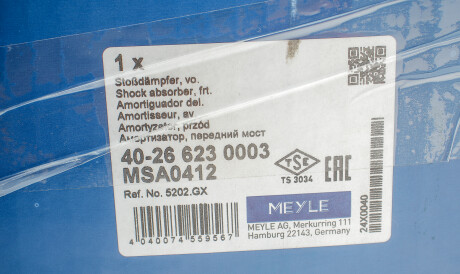 1 x
Stoßdämpfer, vo.
Shock absorber, frt.
Amortiguador del.
Amortisseur, av
Amortyzator, przód
Амортизатор, передний мост
40-26 623 0003
MSA0412
Ref. No. 5202.GX
TSE
TS 3034
EAC
MEYLE
MEYLE AG, Merkurring 111
Hamburg 22143, Germany
24X0040
4 040074 559567